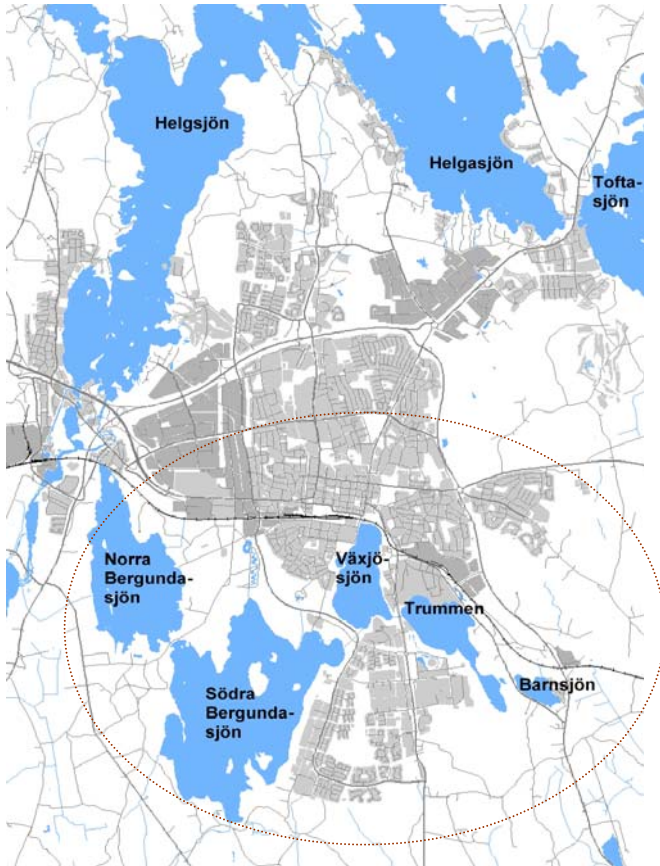 Helgsjön
Helgasjön
Tofta-
sjön
Norra
Bergunda-
sjön
Växjö-
sjön
Trummen
Södra
Bergunda-
sjön
Barnsjön